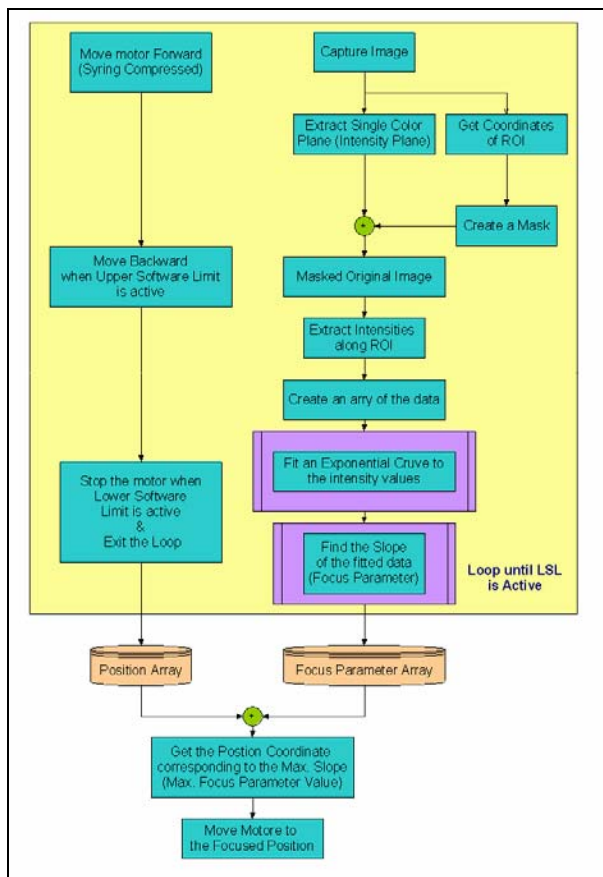 Move motor Forward
(Syring Compressed)
Capture Image
Extract Single Color
Plane (Intensity Plane)
Get Coordinates
of ROI
Create a Mask
Move Backward
when Upper Software Limit
is active
Masked Original Image
Extract Intensities
along ROI
Create an arry of the data
Fit an Exponential Cruve to
the intensity values
Stop the motor when
Lower Software
Limit is active
&
Exit the Loop
Find the Slope
of the fitted data
(Focus Parameter)
Loop until LSL
is Active
Position Array
Focus Parameter Array
Get the Postion Coordinate
corresponding to the Max. Slope
(Max. Focus Parameter Value)
Move Motore to
the Focused Position